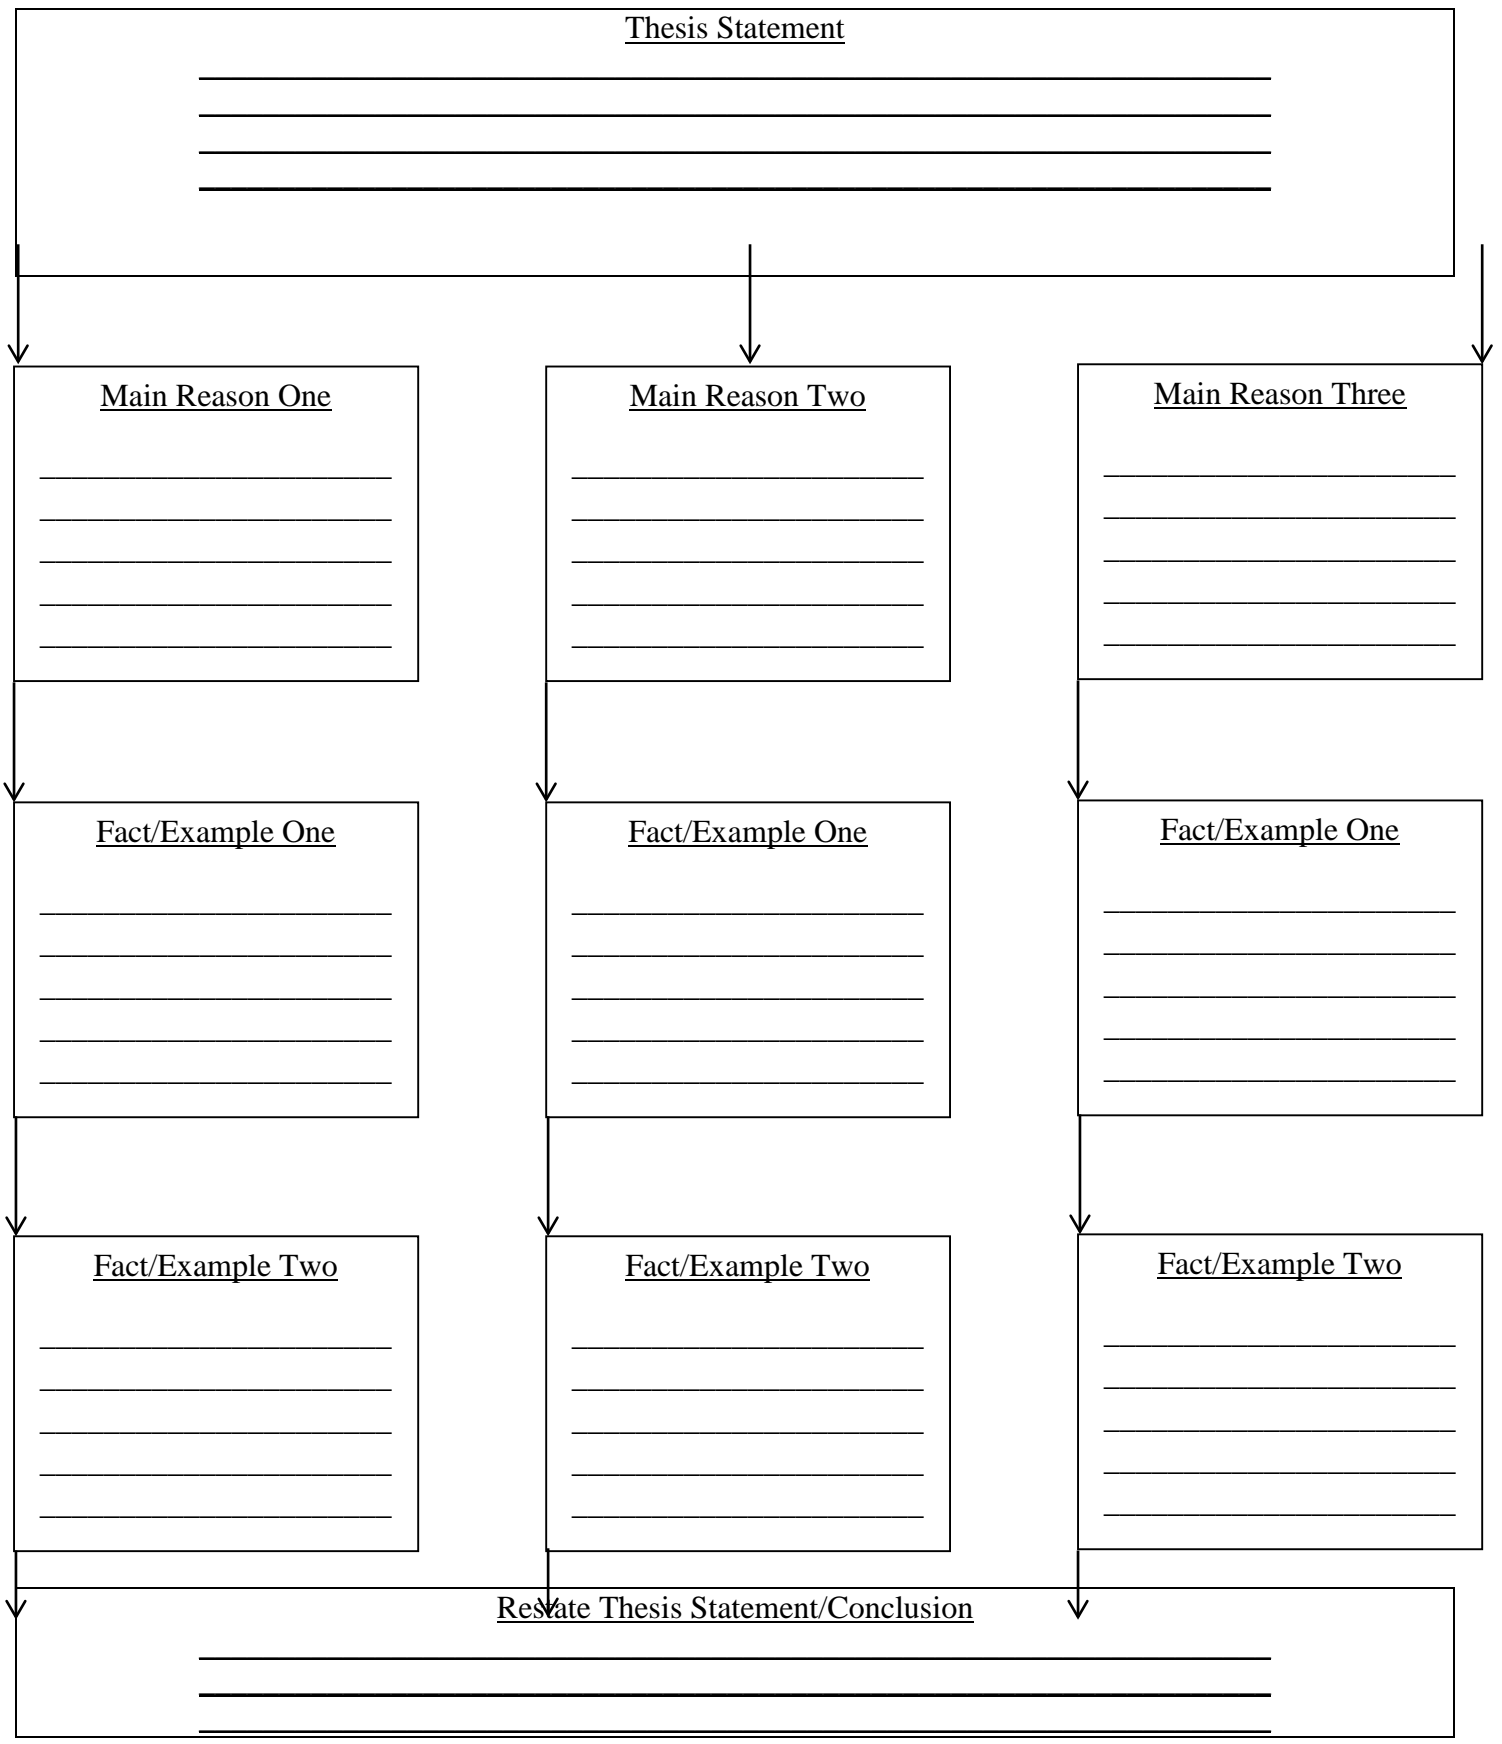 Thesis Statement
Main Reason One
Main Reason Two
Main Reason Three
Fact/Example One
Fact/Example One
Fact/Example One
Fact/Example Two
Fact/Example Two
Fact/Example Two
Restate Thesis Statement/Conclusion